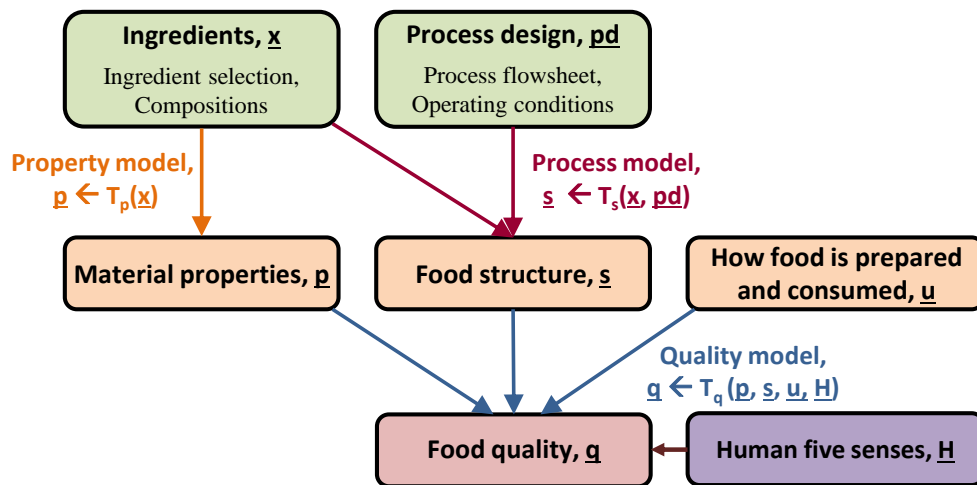 Ingredients, x
Ingredient selection,
Compositions
Process design, pd
Process flowsheet,
Operating conditions
Property model,
p ← Tp(x)
Process model,
s ← Ts(x, pd)
Material properties, p
Food structure, s
How food is prepared
and consumed, u
Quality model,
q ← Tq (p, s, u, H)
Food quality, q
Human five senses, H